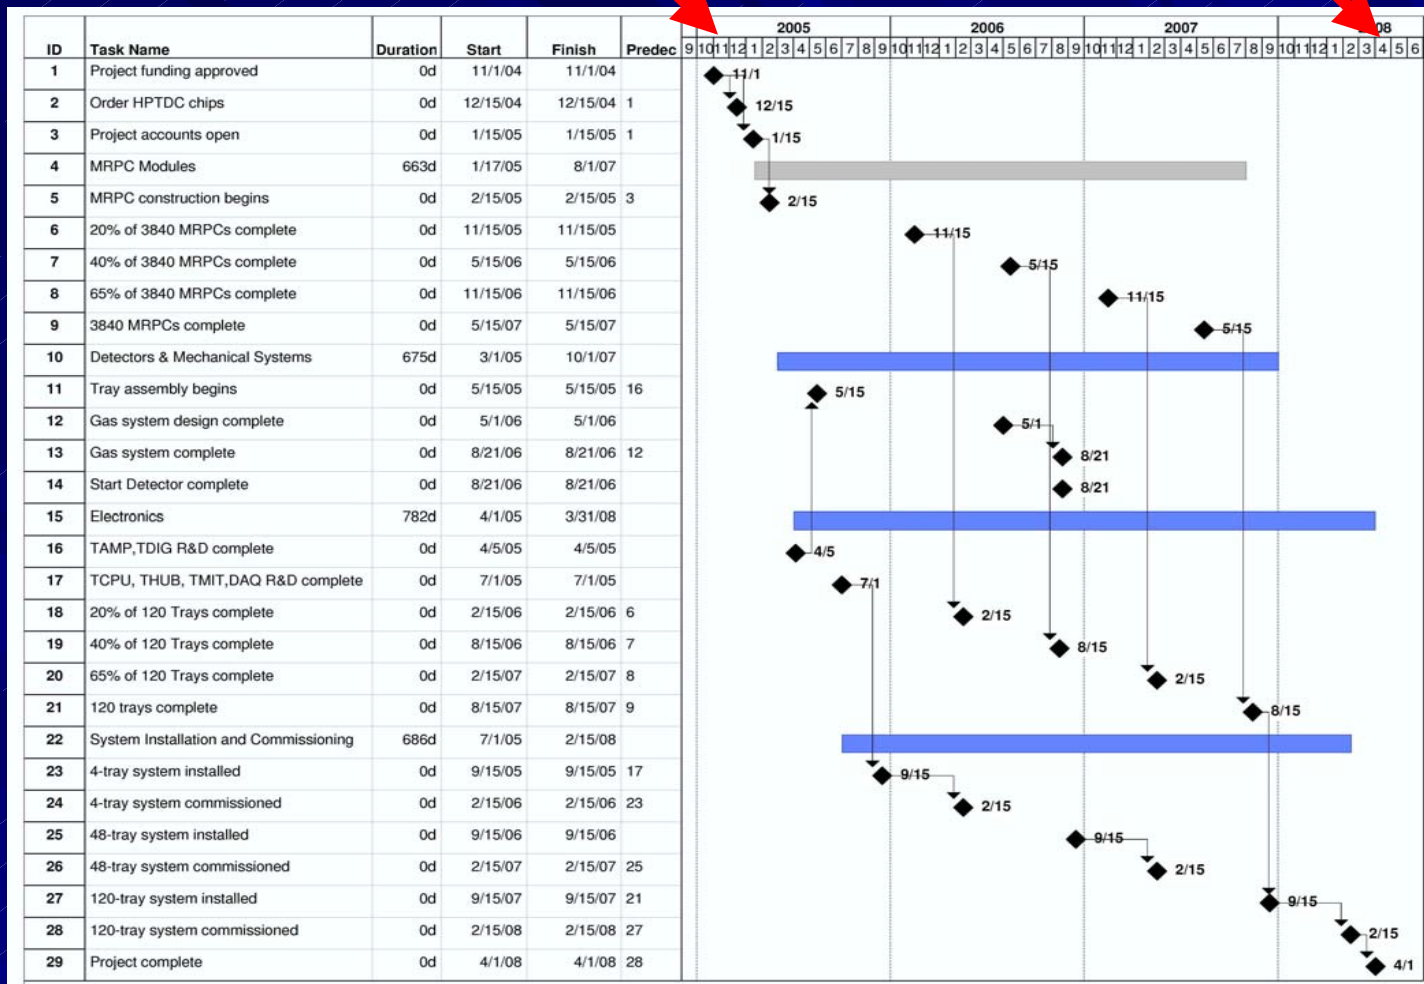 2005 2006 2007 08
ID Task Name Duration Start Finish Predec 9 10 11 12 1 2 3 4 5 6 7 8 9 10 11 12 1 2 3 4 5 6 7 8 9 10 11 12 1 2 3 4 5 6 7 8 9 10 11 12 1 2 3 4 5 6
1 Project funding approved 0d 11/1/04 11/1/04 11/1
2 Order HPTDC chips 0d 12/15/04 12/15/04 1 12/15
3 Project accounts open 0d 1/15/05 1/15/05 1 1/15
4 MRPC Modules 663d 1/17/05 8/1/07
5 MRPC construction begins 0d 2/15/05 2/15/05 3 2/15
6 20% of 3840 MRPCs complete 0d 11/15/05 11/15/05 11/15
7 40% of 3840 MRPCs complete 0d 5/15/06 5/15/06 5/15
8 65% of 3840 MRPCs complete 0d 11/15/06 11/15/06 11/15
9 3840 MRPCs complete 0d 5/15/07 5/15/07 5/15
10 Detectors & Mechanical Systems 675d 3/1/05 10/1/07
11 Tray assembly begins 0d 5/15/05 5/15/05 16 5/15
12 Gas system design complete 0d 5/1/06 5/1/06 5/1
13 Gas system complete 0d 8/21/06 8/21/06 12 8/21
14 Start Detector complete 0d 8/21/06 8/21/06 8/21
15 Electronics 782d 4/1/05 3/31/08
16 TAMP,TDIG R&D complete 0d 4/5/05 4/5/05 4/5
17 TCPU, THUB, TMIT,DAQ R&D complete 0d 7/1/05 7/1/05 7/1
18 20% of 120 Trays complete 0d 2/15/06 2/15/06 6 2/15
19 40% of 120 Trays complete 0d 8/15/06 8/15/06 7 8/15
20 65% of 120 Trays complete 0d 2/15/07 2/15/07 8 2/15
21 120 trays complete 0d 8/15/07 8/15/07 9 8/15
22 System Installation and Commissioning 686d 7/1/05 2/15/08
23 4-tray system installed 0d 9/15/05 9/15/05 17 9/15
24 4-tray system commissioned 0d 2/15/06 2/15/06 23 2/15
25 48-tray system installed 0d 9/15/06 9/15/06 9/15
26 48-tray system commissioned 0d 2/15/07 2/15/07 25 2/15
27 120-tray system installed 0d 9/15/07 9/15/07 21 9/15
28 120-tray system commissioned 0d 2/15/08 2/15/08 27 2/15
29 Project complete 0d 4/1/08 4/1/08 28 4/1